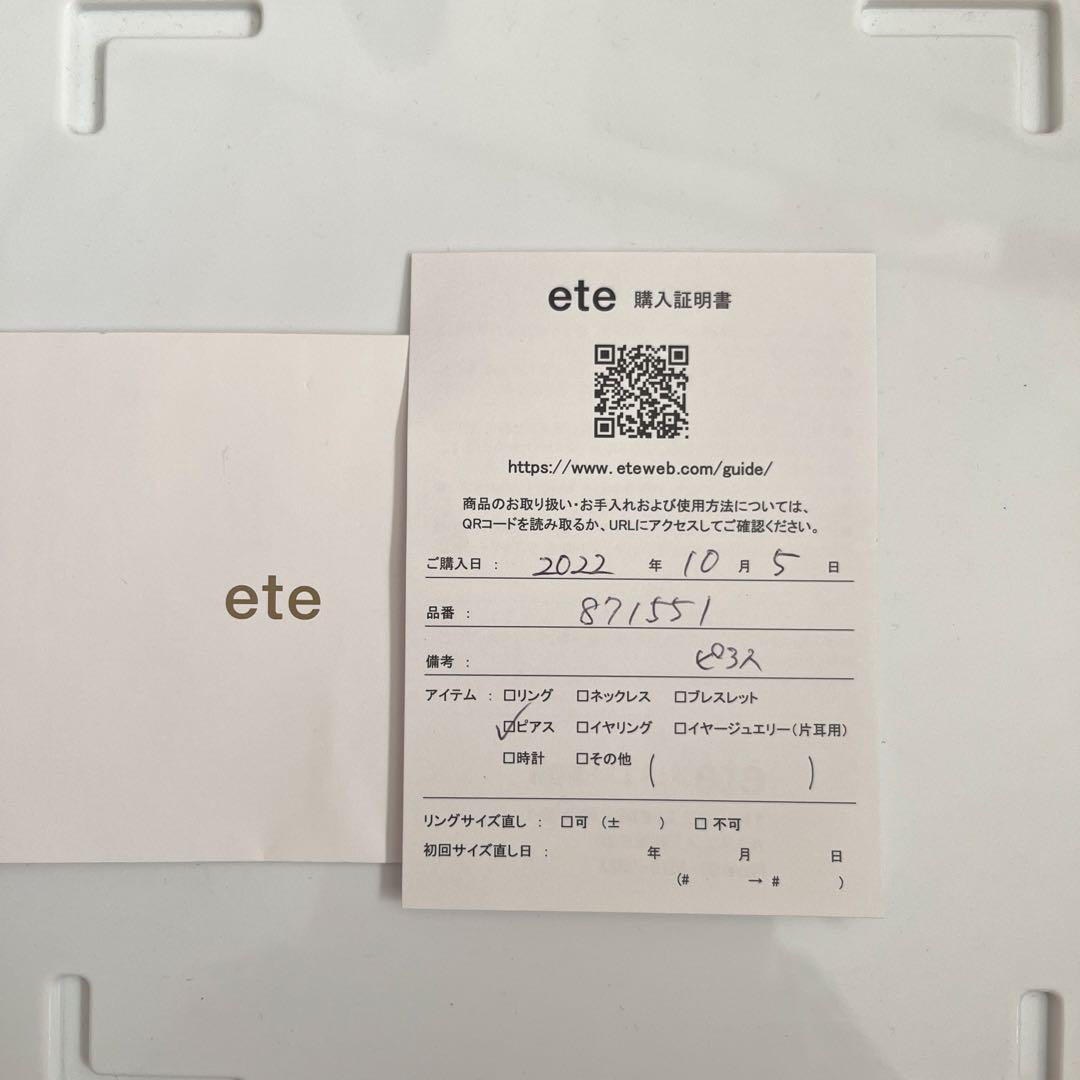 ete
ete 購入証明書
https://www.eteweb.com/guide/
商品のお取り扱い・お手入れおよび使用方法については、
QRコードを読み取るか、URLにアクセスしてご確認ください。
ご購入日 : 2022 年 10 月 5 日
品番 : 871551
備考 :
アイテム : □リング □ネックレス □ブレスレット
☑ピアス □イヤリング □イヤージュエリー(片耳用)
□時計 □その他 ( )
リングサイズ直し : □可 (± ) □不可
初回サイズ直し日 : 年 月 日
(# → # )